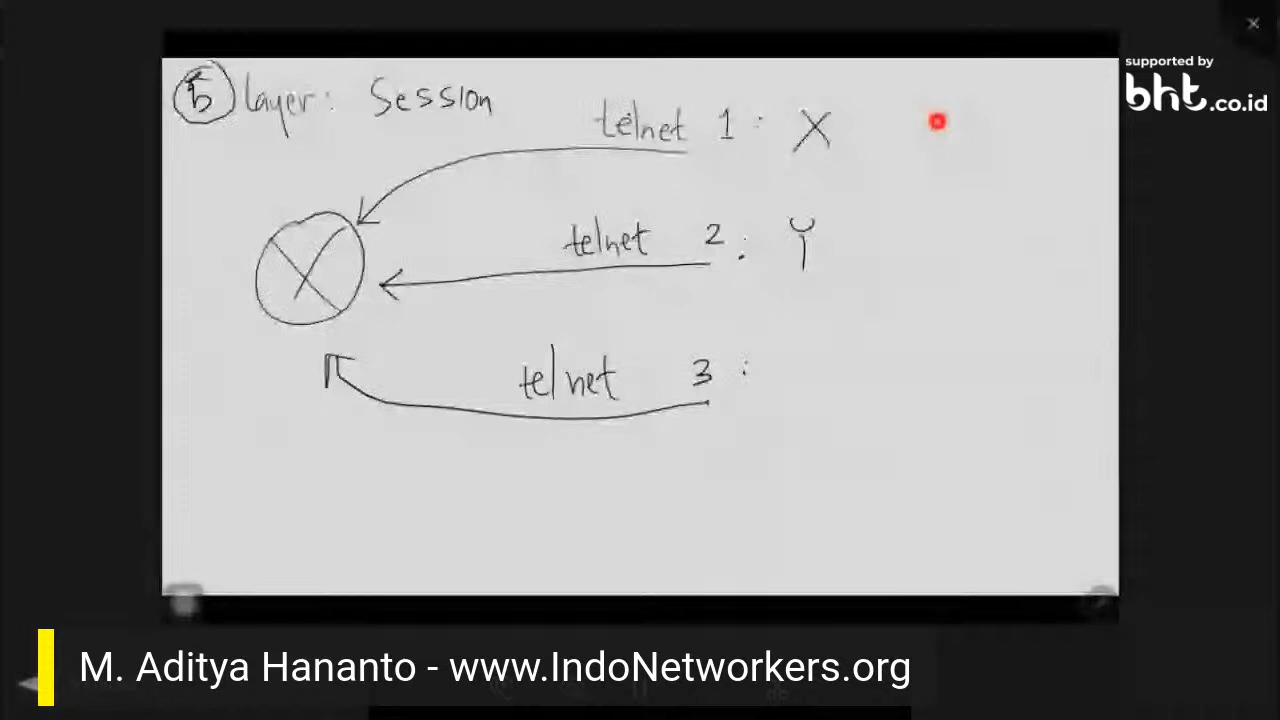 supported by
bht.co.id
5 layer: Session
telnet 1: X
telnet 2: Y
telnet 3:
M. Aditya Hananto - www.IndoNetworkers.org